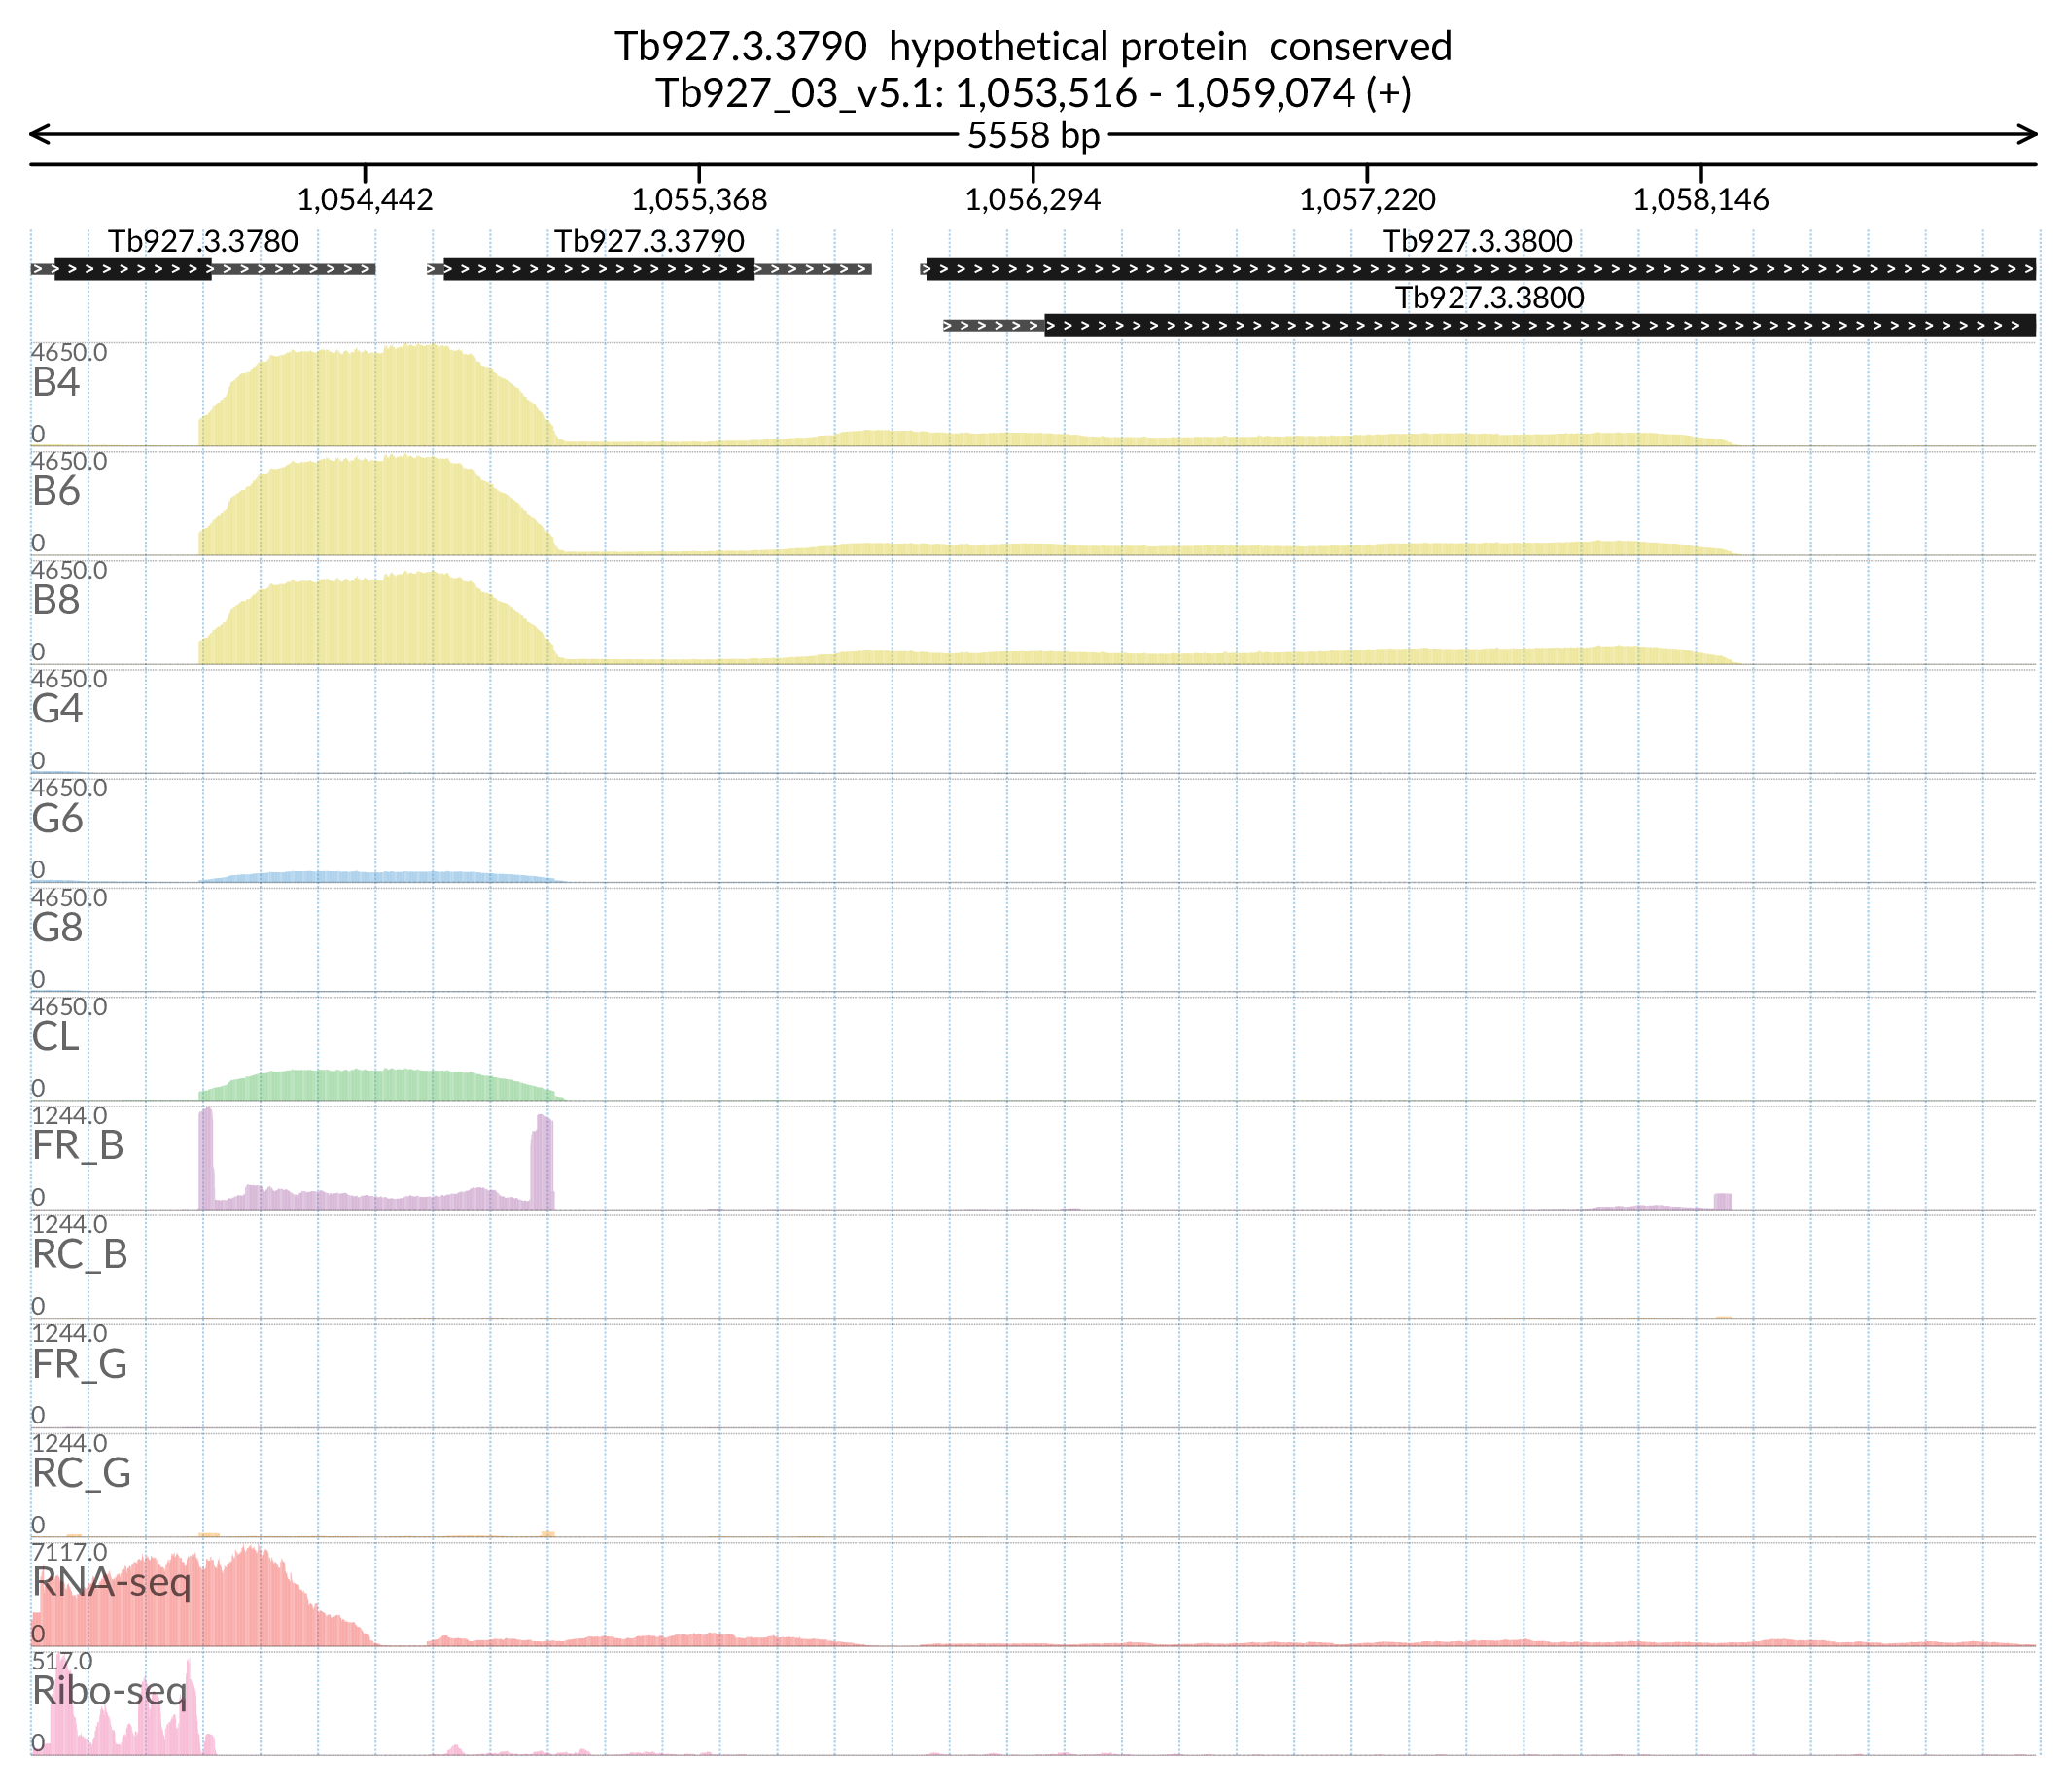 Tb927.3.3790  hypothetical protein  conserved
Tb927_03_v5.1: 1,053,516 - 1,059,074 (+)
5558 bp
1,054,442 1,055,368 1,056,294 1,057,220 1,058,146
Tb927.3.3780 Tb927.3.3790 Tb927.3.3800
Tb927.3.3800
4650.0
B4
0
4650.0
B6
0
4650.0
B8
0
4650.0
G4
0
4650.0
G6
0
4650.0
G8
0
4650.0
CL
0
1244.0
FR_B
0
1244.0
RC_B
0
1244.0
FR_G
0
1244.0
RC_G
0
7117.0
RNA-seq
0
517.0
Ribo-seq
0